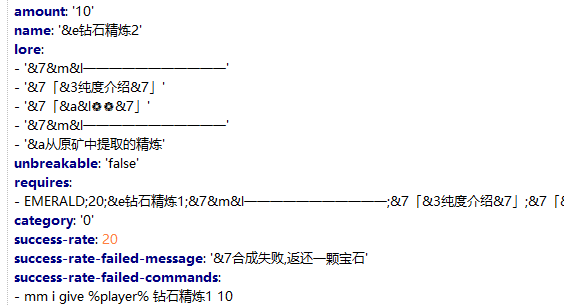 amount: '10'
name: '&e钻石精炼2'
lore:
- '&7&m&l———————————'
- '&7「&3纯度介绍&7」'
- '&7「&a&l❂❂&7」'
- '&7&m&l———————————'
- '&a从原矿中提取的精炼'
unbreakable: 'false'
requires:
- EMERALD;20;&e钻石精炼1;&7&m&l———————————;&7「&3纯度介绍&7」;&7「&
category: '0'
success-rate: 20
success-rate-failed-message: '&7合成失败,返还一颗宝石'
success-rate-failed-commands:
- mm i give %player% 钻石精炼1 10